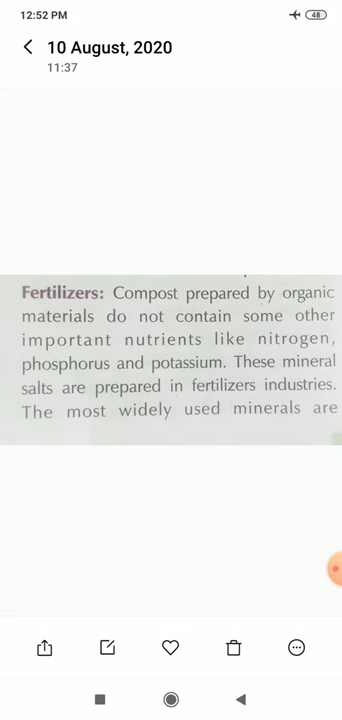 12:52 PM
48
10 August, 2020
11:37
Fertilizers: Compost prepared by organic
materials do not contain some other
important nutrients like nitrogen,
phosphorus and potassium. These mineral
salts are prepared in fertilizers industries.
The most widely used minerals are